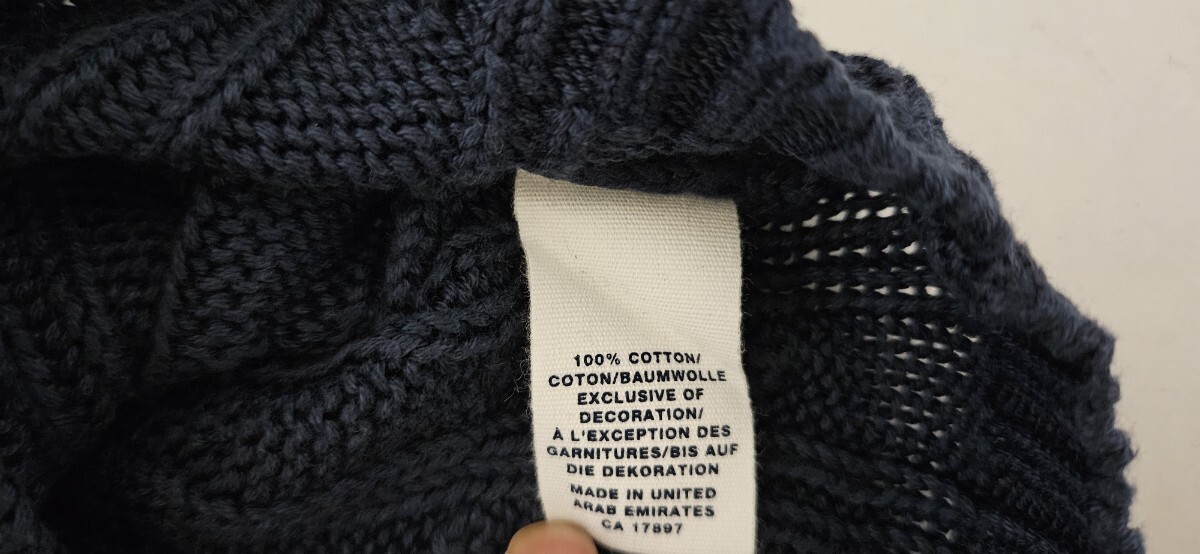 100% COTTON/
COTON/BAUMWOLLE
EXCLUSIVE OF
DECORATION/
À L'EXCEPTION DES
GARNITURES/BIS AUF
DIE DEKORATION
MADE IN UNITED
ARAB EMIRATES
CA 17897